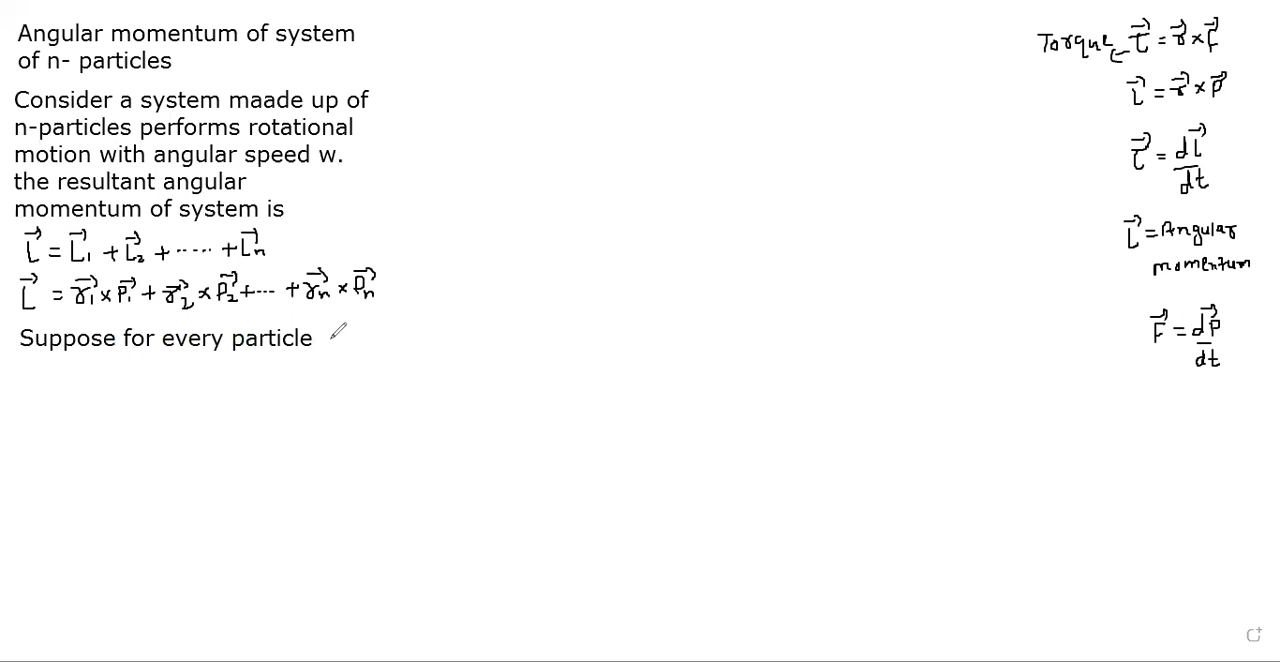 Angular momentum of system
of n- particles
Consider a system maade up of
n-particles performs rotational
motion with angular speed w.
the resultant angular
momentum of system is
L⃗ = L⃗₁ + L⃗₂ + ...... + L⃗ₙ
L⃗ = r⃗₁ × P⃗₁ + r⃗₂ × P⃗₂ + .... + r⃗ₙ × P⃗ₙ
Suppose for every particle
Torque ← τ⃗ = r⃗ × F⃗
L⃗ = r⃗ × P⃗
τ⃗ = dL⃗/dt
L⃗ = Angular
momentum
F⃗ = dP⃗/dt